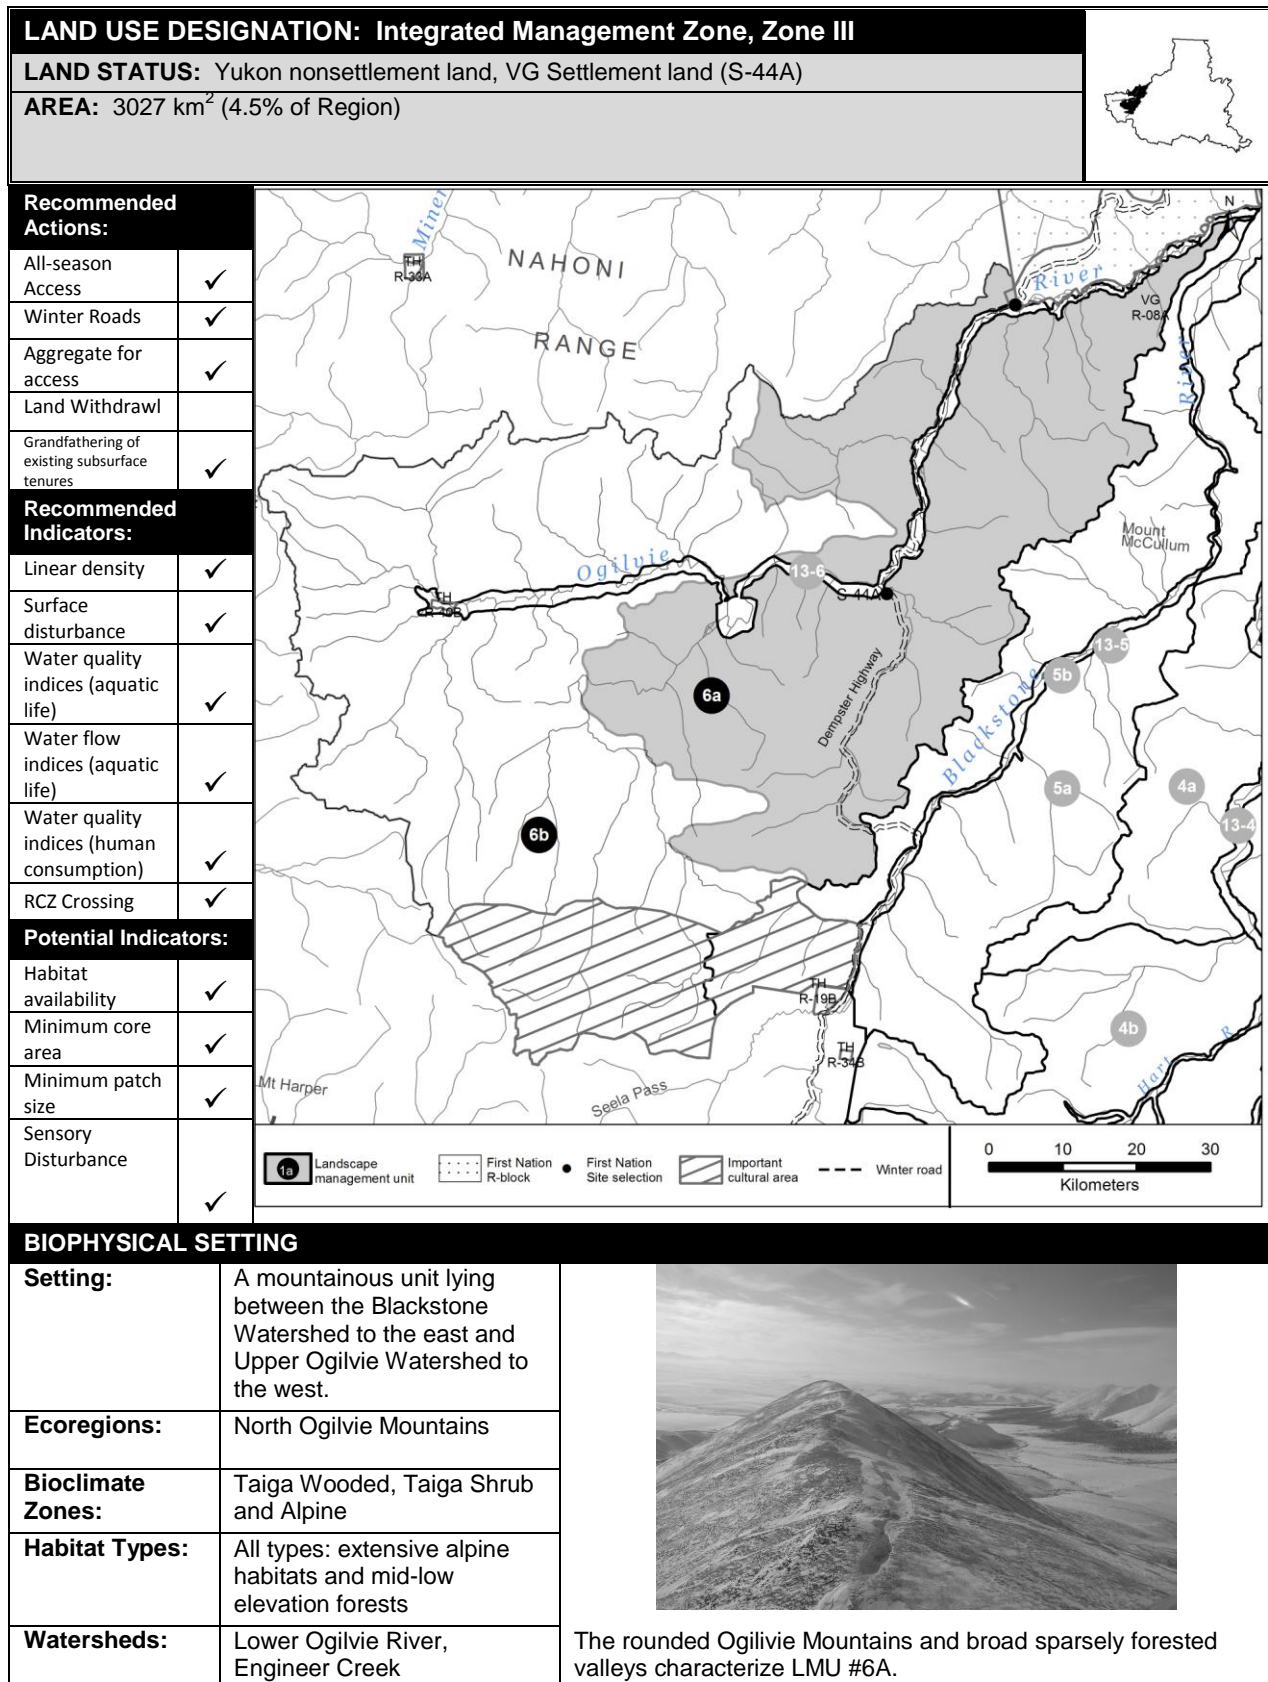 LAND USE DESIGNATION: Integrated Management Zone, Zone III
LAND STATUS: Yukon nonsettlement land, VG Settlement land (S-44A)
AREA: 3027 km2 (4.5% of Region)
Recommended
Actions:
All-season
Access ✓
Winter Roads ✓
Aggregate for
access ✓
Land Withdrawl
Grandfathering of
existing subsurface
tenures ✓
Recommended
Indicators:
Linear density ✓
Surface
disturbance ✓
Water quality
indices (aquatic
life) ✓
Water flow
indices (aquatic
life) ✓
Water quality
indices (human
consumption) ✓
RCZ Crossing ✓
Potential Indicators:
Habitat
availability ✓
Minimum core
area ✓
Minimum patch
size ✓
Sensory
Disturbance ✓
Miner
TH
R-33A
NAHONI
RANGE
N
River
VG
R-08A
River
Mount
McCullum
Ogilvie
13-6
S-44A
TH
R-10B
13-5
5b
6a
Dempster Highway
Blackstone
5a
4a
13-4
6b
TH
R-19B
TH
R-34B
4b
Hart R
Mt Harper
Seela Pass
1a
Landscape
management unit
First Nation
R-block
First Nation
Site selection
Important
cultural area
Winter road
0 10 20 30
Kilometers
BIOPHYSICAL SETTING
Setting:
A mountainous unit lying
between the Blackstone
Watershed to the east and
Upper Ogilvie Watershed to
the west.
Ecoregions:
North Ogilvie Mountains
Bioclimate
Zones:
Taiga Wooded, Taiga Shrub
and Alpine
Habitat Types:
All types: extensive alpine
habitats and mid-low
elevation forests
Watersheds:
Lower Ogilvie River,
Engineer Creek
The rounded Ogilivie Mountains and broad sparsely forested
valleys characterize LMU #6A.